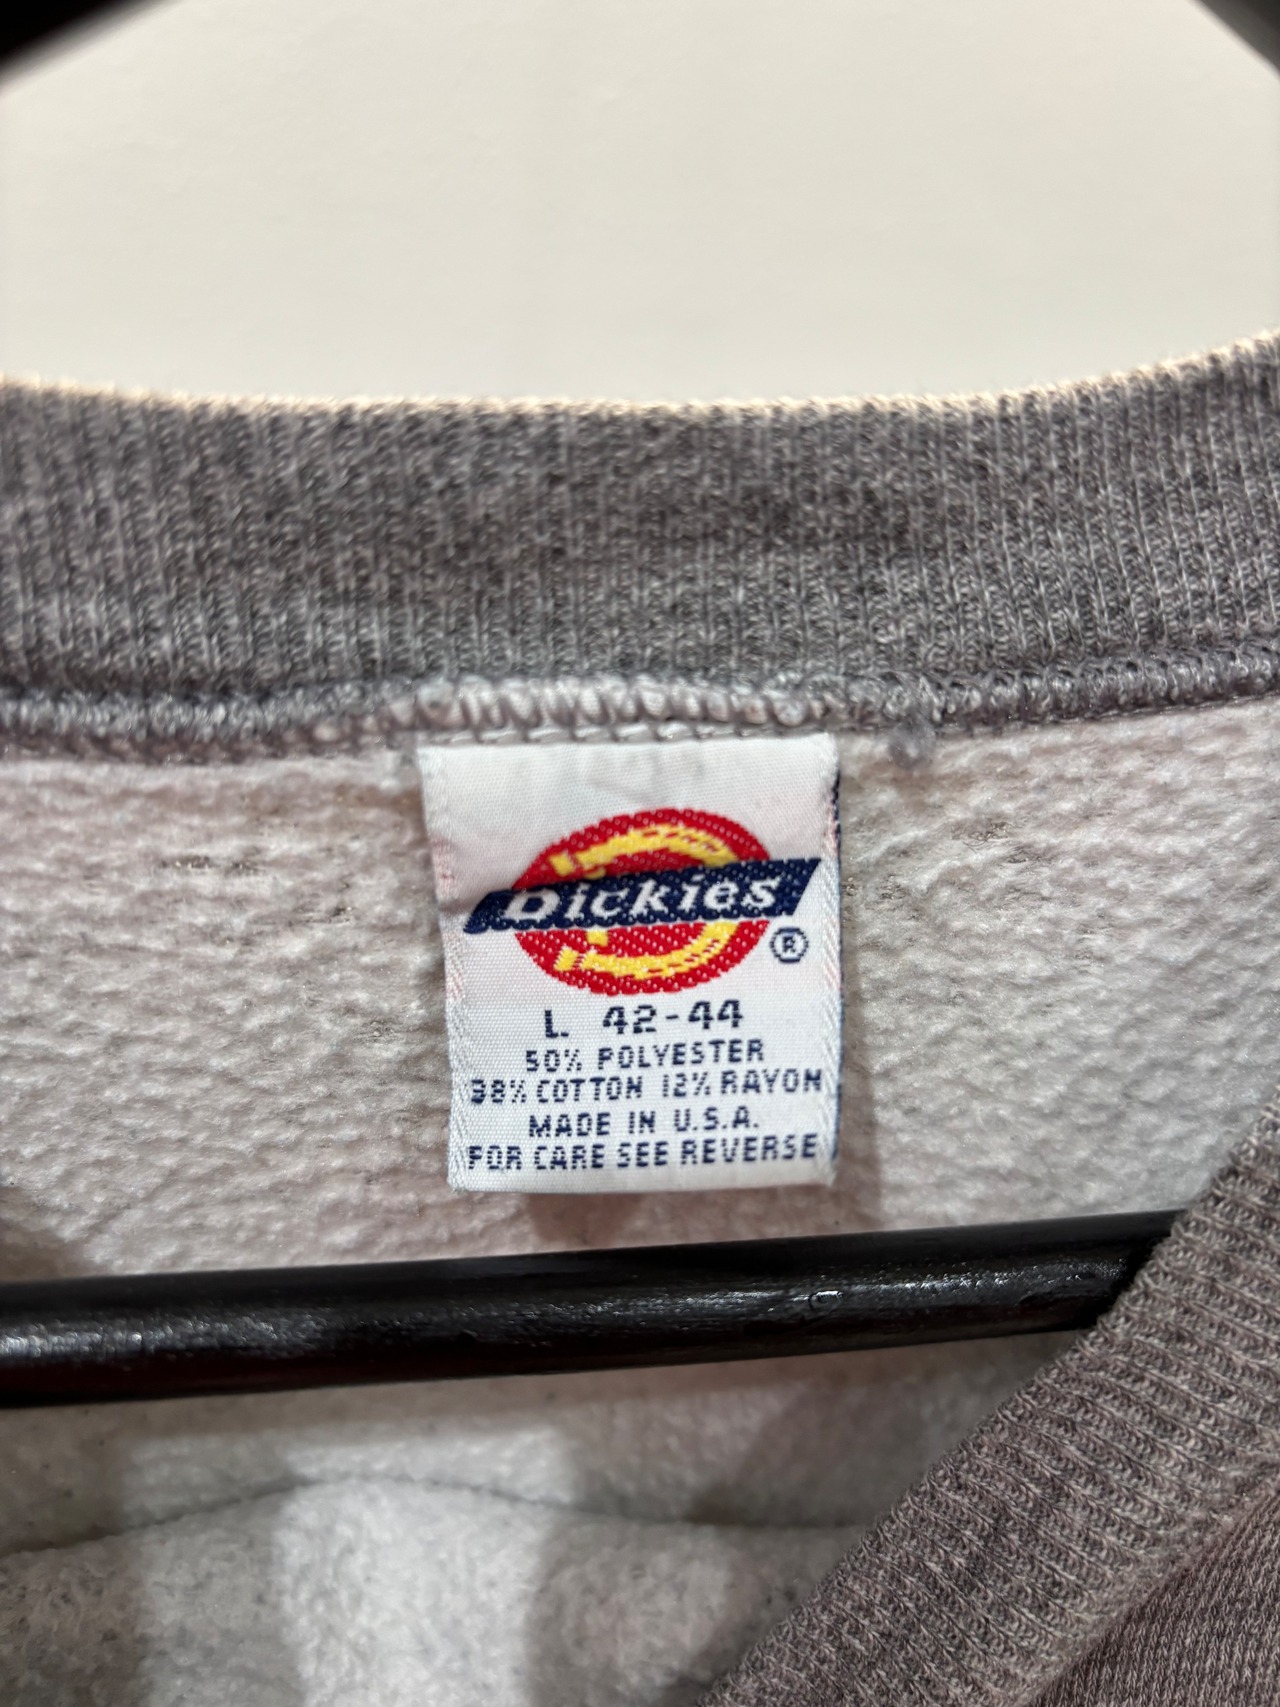 Dickies
®
L. 42-44
50% POLYESTER
38% COTTON 12% RAYON
MADE IN U.S.A.
FOR CARE SEE REVERSE